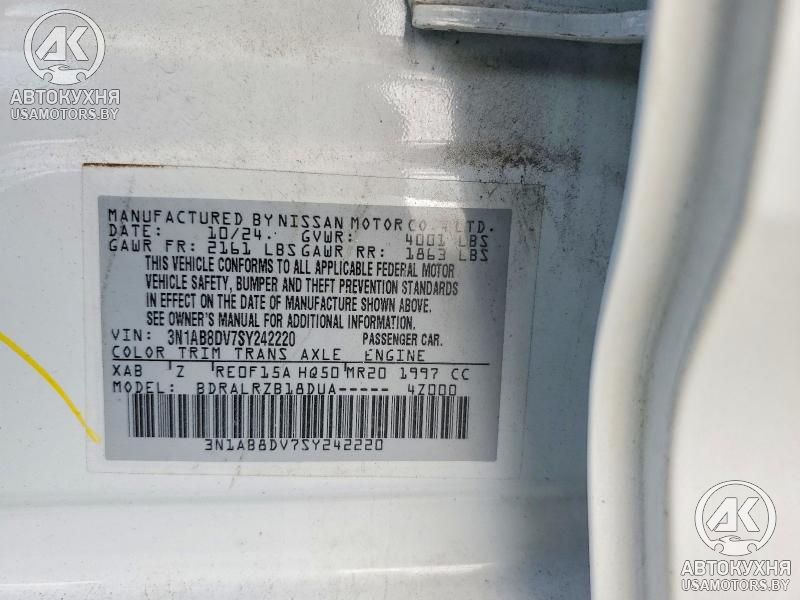 AK
АВТОКУХНЯ
USAMOTORS.BY
MANUFACTURED BY NISSAN MOTOR CO., LTD.
DATE: 10/24. GVWR: 4001 LBS
GAWR FR: 2161 LBS GAWR RR: 1863 LBS
THIS VEHICLE CONFORMS TO ALL APPLICABLE FEDERAL MOTOR
VEHICLE SAFETY, BUMPER AND THEFT PREVENTION STANDARDS
IN EFFECT ON THE DATE OF MANUFACTURE SHOWN ABOVE.
SEE OWNER'S MANUAL FOR ADDITIONAL INFORMATION.
VIN: 3N1AB8DV7SY242220 PASSENGER CAR.
COLOR TRIM TRANS AXLE ENGINE
XAB Z RE0F15A HQ50 MR20 1997 CC
MODEL: BDRALRZB18DUA----- 4Z000
3N1AB8DV7SY242220
AK
АВТОКУХНЯ
USAMOTORS.BY